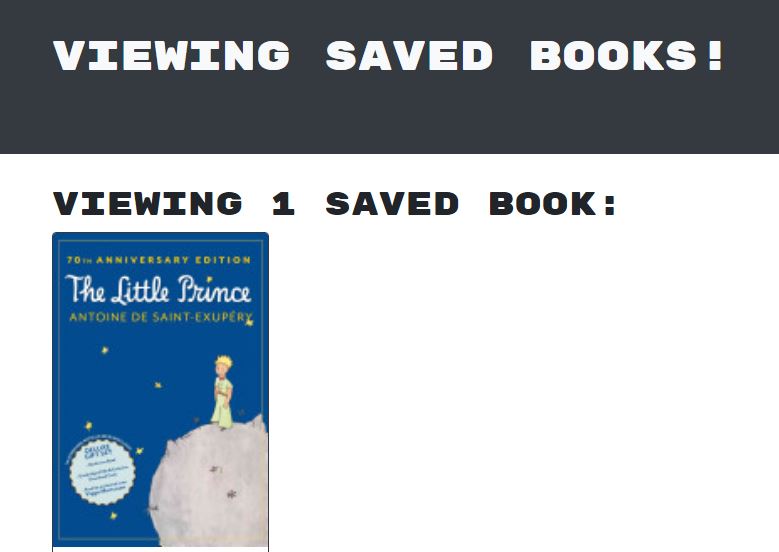 VIEWING SAVED BOOKS!
VIEWING 1 SAVED BOOK:
70TH ANNIVERSARY EDITION
The Little Prince
ANTOINE DE SAINT-EXUPÉRY
DELUXE
GIFT SET